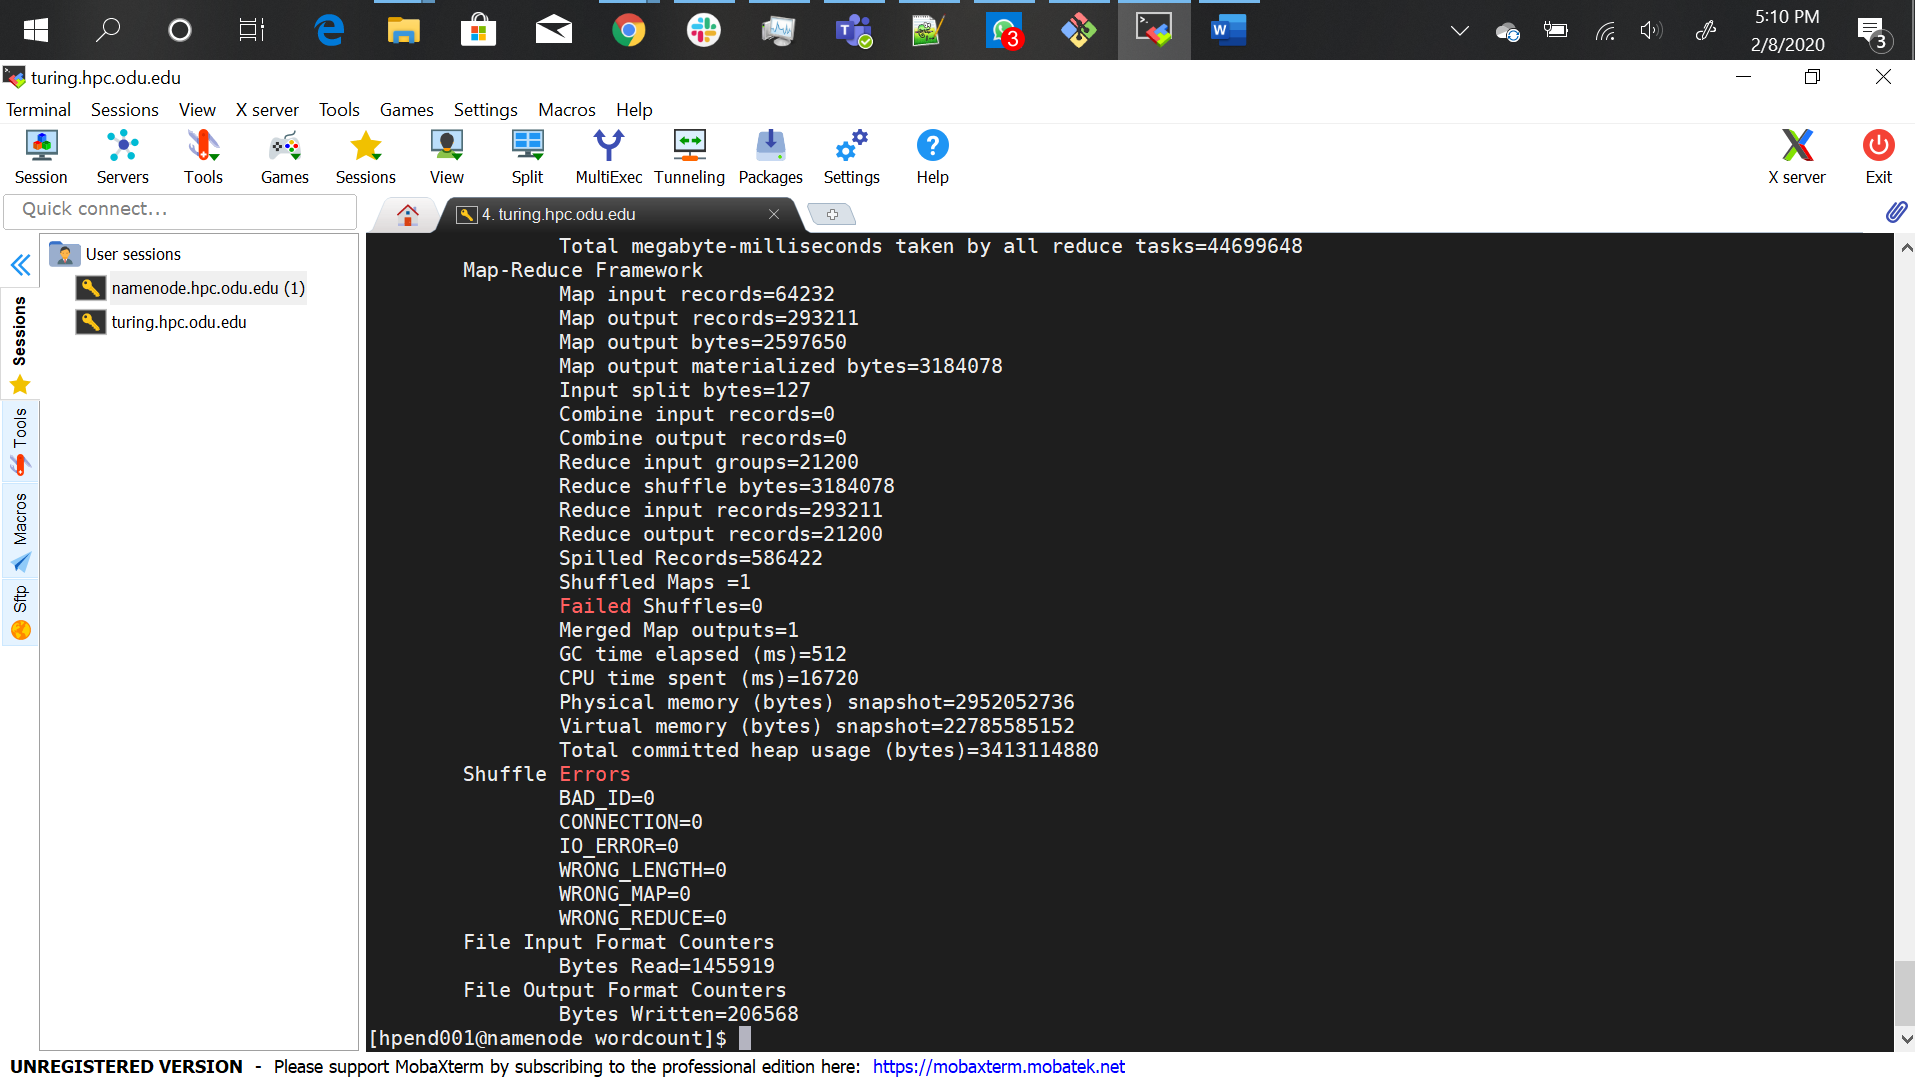 5:10 PM
2/8/2020
3
3
W
turing.hpc.odu.edu
Terminal Sessions View X server Tools Games Settings Macros Help
Session Servers Tools Games Sessions View Split MultiExec Tunneling Packages Settings Help X server Exit
Quick connect...
4. turing.hpc.odu.edu
User sessions
namenode.hpc.odu.edu (1)
turing.hpc.odu.edu
Sessions
Tools
Macros
Sftp
Total megabyte-milliseconds taken by all reduce tasks=44699648
Map-Reduce Framework
Map input records=64232
Map output records=293211
Map output bytes=2597650
Map output materialized bytes=3184078
Input split bytes=127
Combine input records=0
Combine output records=0
Reduce input groups=21200
Reduce shuffle bytes=3184078
Reduce input records=293211
Reduce output records=21200
Spilled Records=586422
Shuffled Maps =1
Failed Shuffles=0
Merged Map outputs=1
GC time elapsed (ms)=512
CPU time spent (ms)=16720
Physical memory (bytes) snapshot=2952052736
Virtual memory (bytes) snapshot=22785585152
Total committed heap usage (bytes)=3413114880
Shuffle Errors
BAD_ID=0
CONNECTION=0
IO_ERROR=0
WRONG_LENGTH=0
WRONG_MAP=0
WRONG_REDUCE=0
File Input Format Counters
Bytes Read=1455919
File Output Format Counters
Bytes Written=206568
[hpend001@namenode wordcount]$
UNREGISTERED VERSION - Please support MobaXterm by subscribing to the professional edition here: https://mobaxterm.mobatek.net